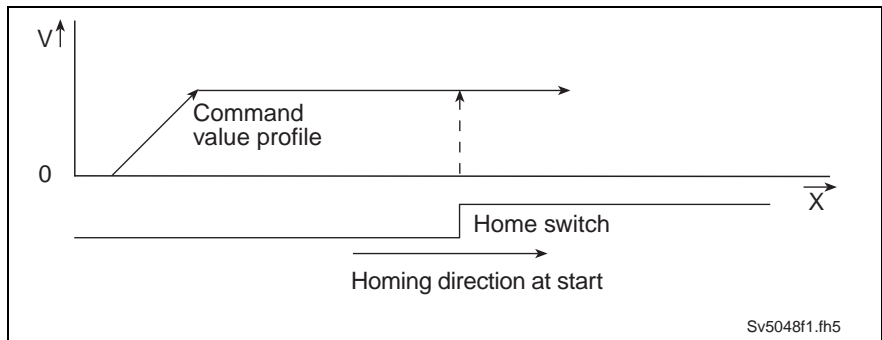 V
Command
value profile
0
X
Home switch
Homing direction at start
Sv5048f1.fh5